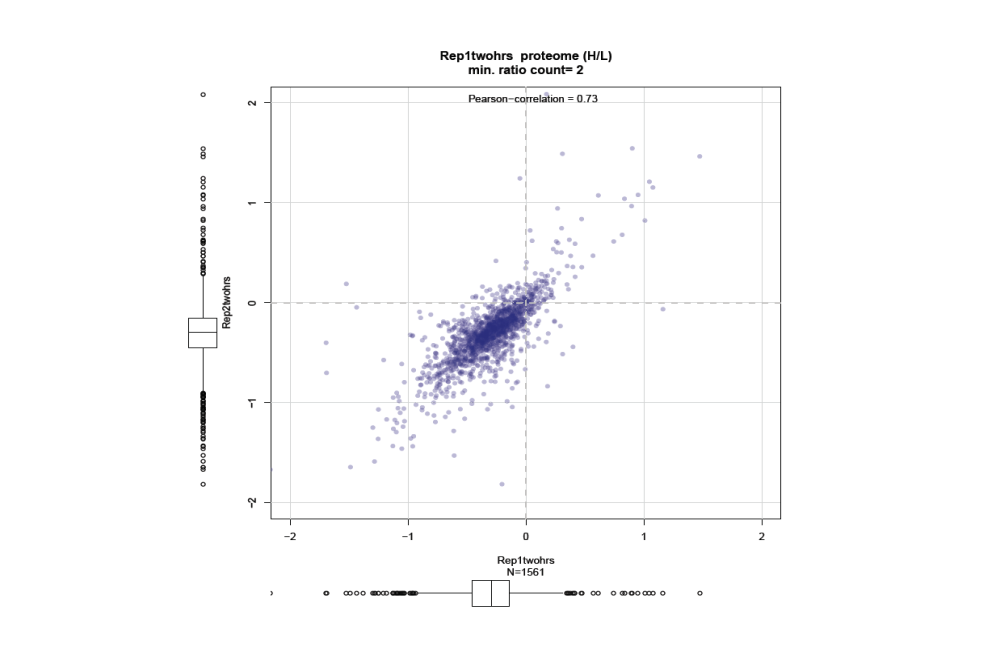 Rep1twohrs proteome (H/L)
min. ratio count= 2
Pearson−correlation = 0.73
2
1
0
−1
−2
Rep2twohrs
−2 −1 0 1 2
Rep1twohrs
N=1561